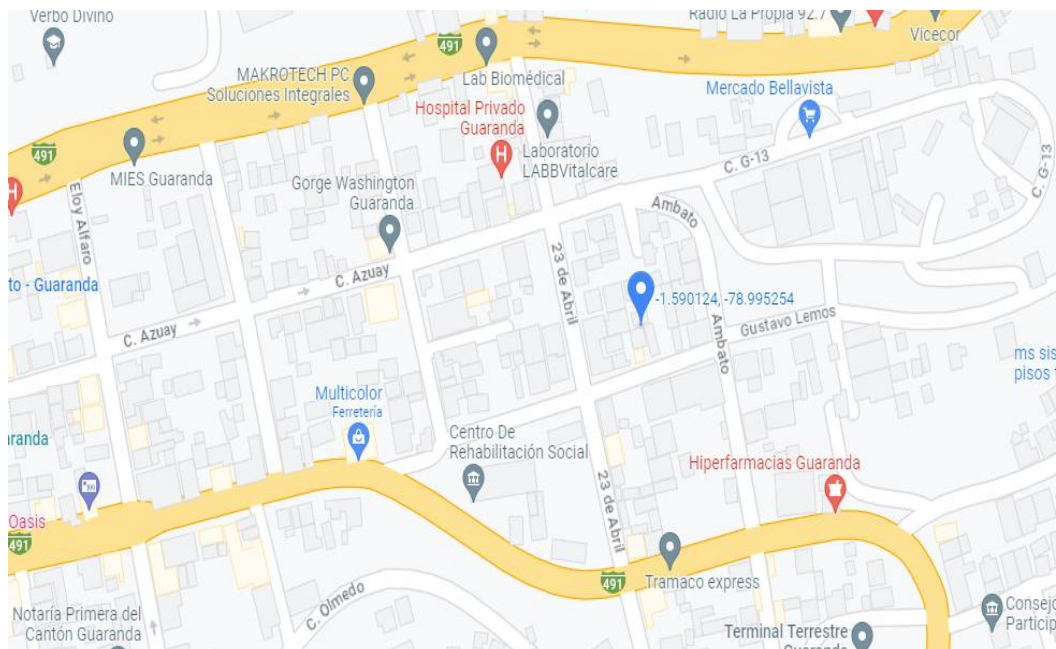 Verbo Divino
Radio La Propia 92.7
Vicecor
491
MAKROTECH PC
Soluciones Integrales
Lab Biomédical
Mercado Bellavista
Hospital Privado
Guaranda
491
MIES Guaranda
Laboratorio
LABBVitalcare
C. G-13
C. G-13
Gorge Washington
Guaranda
Eloy Alfaro
Ambato
C. Azuay
23 de Abril
to - Guaranda
-1.590124, -78.995254
C. Azuay
Ambato
Gustavo Lemos
ms sis
pisos
Multicolor
Ferretería
aranda
Centro De
Rehabilitación Social
Hiperfarmacias Guaranda
23 de Abril
Oasis
491
491
Tramaco express
C. Olmedo
Notaría Primera del
Cantón Guaranda
Consejo
Particip
Terminal Terrestre
Guaranda